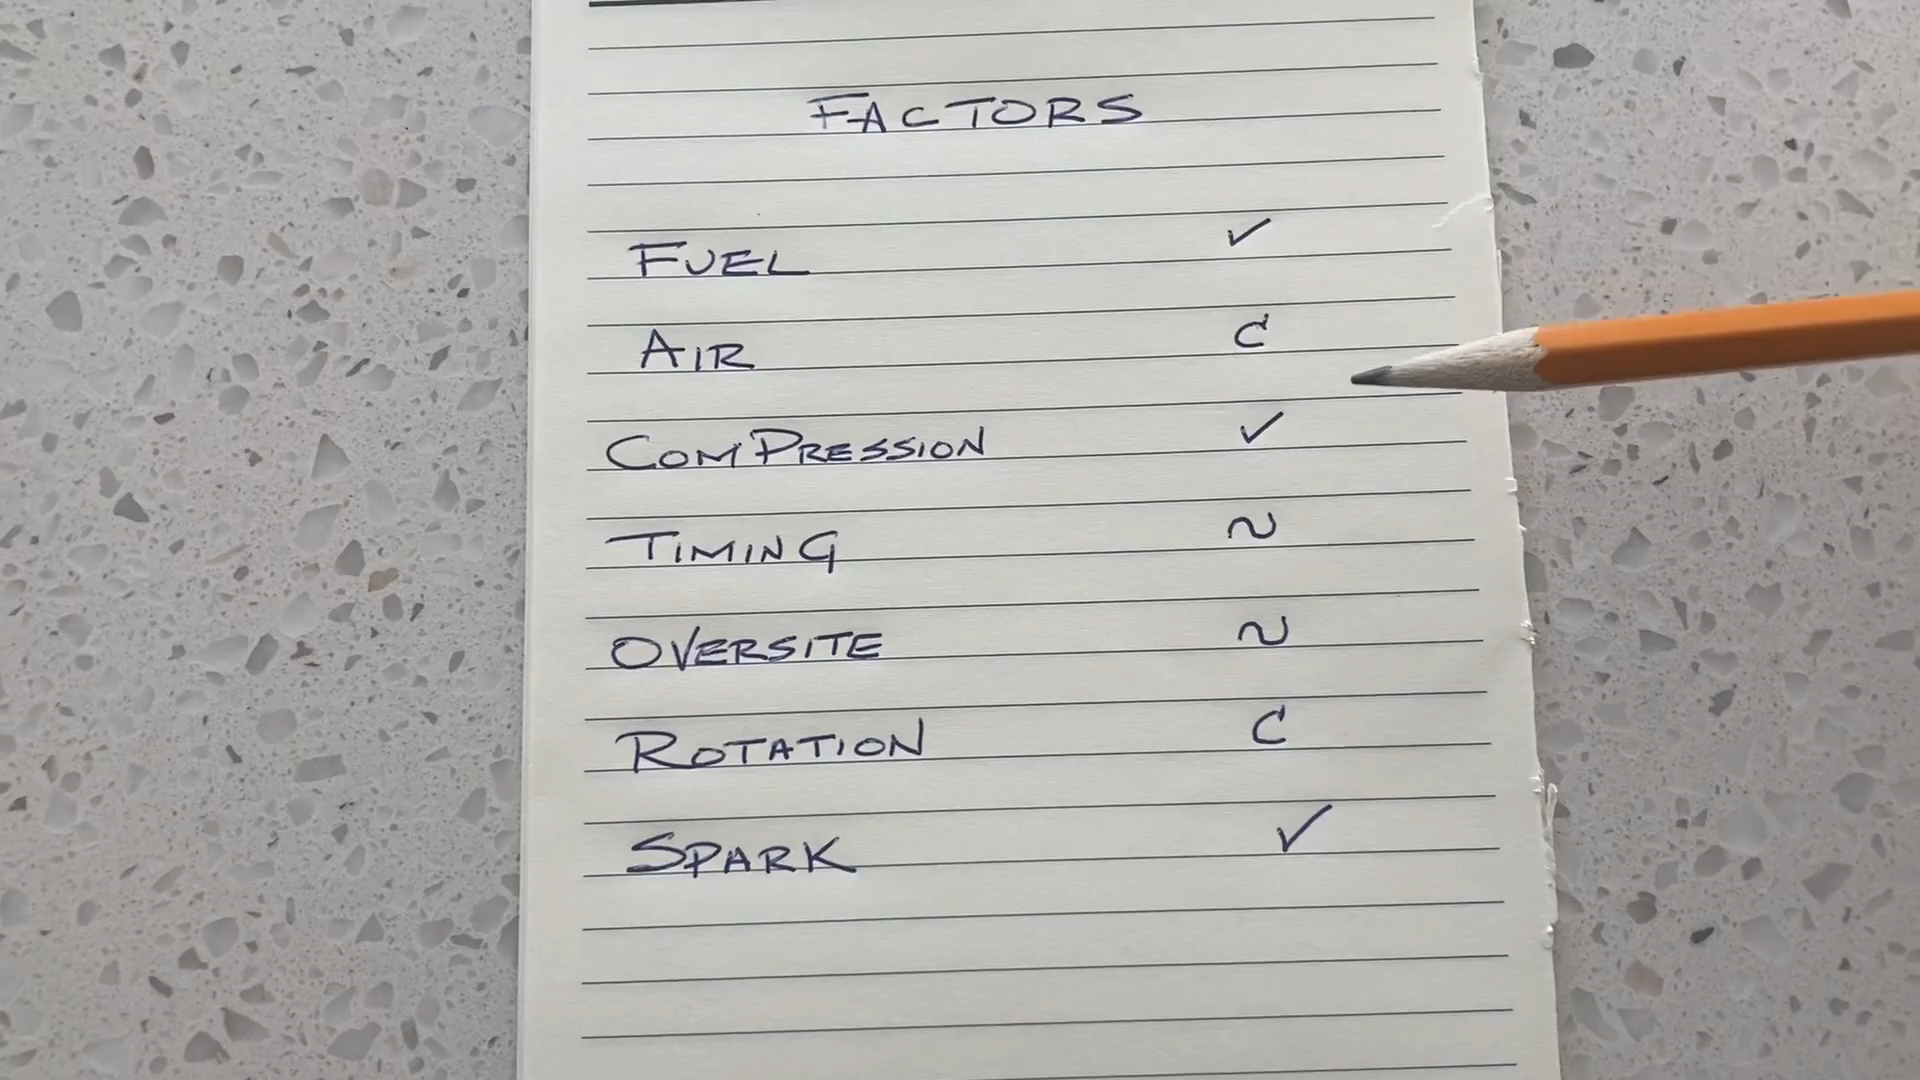 FACTORS
FUEL ✓
AIR C
COMPRESSION ✓
TIMING ~
OVERSITE ~
ROTATION C
SPARK ✓